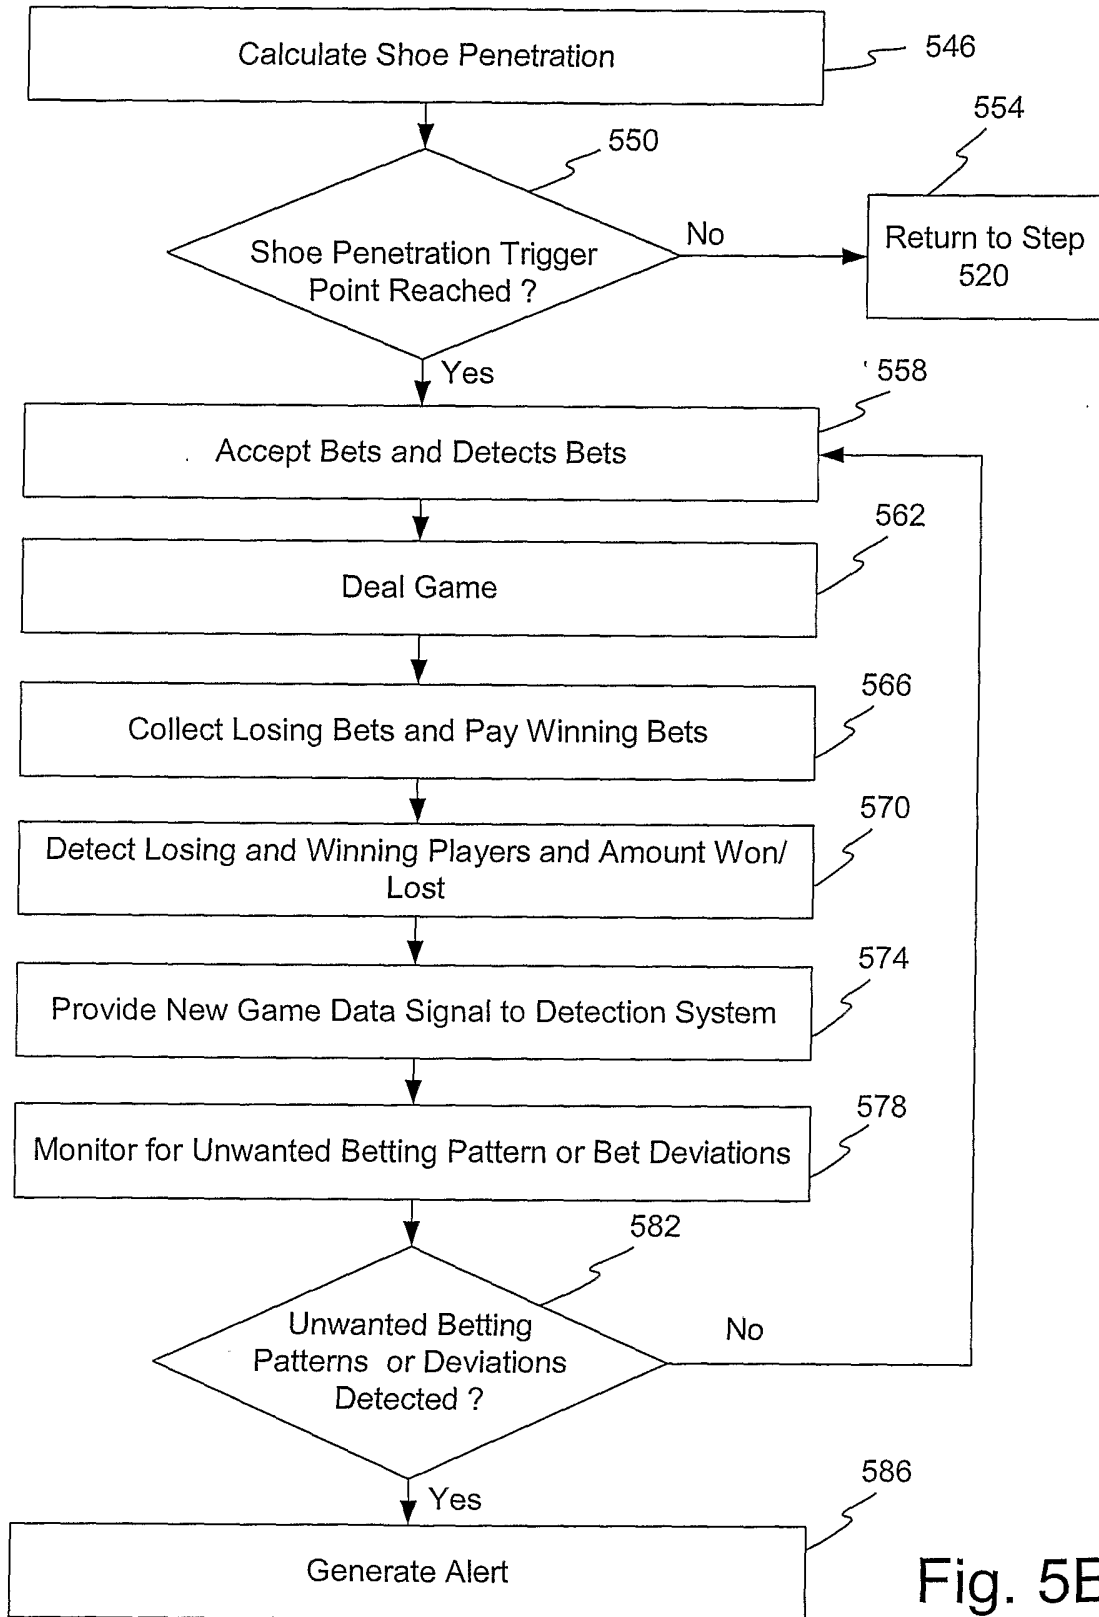 Calculate Shoe Penetration
546
554
550
Shoe Penetration Trigger
Point Reached ?
No
Return to Step
520
Yes
558
Accept Bets and Detects Bets
562
Deal Game
566
Collect Losing Bets and Pay Winning Bets
570
Detect Losing and Winning Players and Amount Won/
Lost
574
Provide New Game Data Signal to Detection System
578
Monitor for Unwanted Betting Pattern or Bet Deviations
582
Unwanted Betting
Patterns or Deviations
Detected ?
No
Yes
586
Generate Alert
Fig. 5B